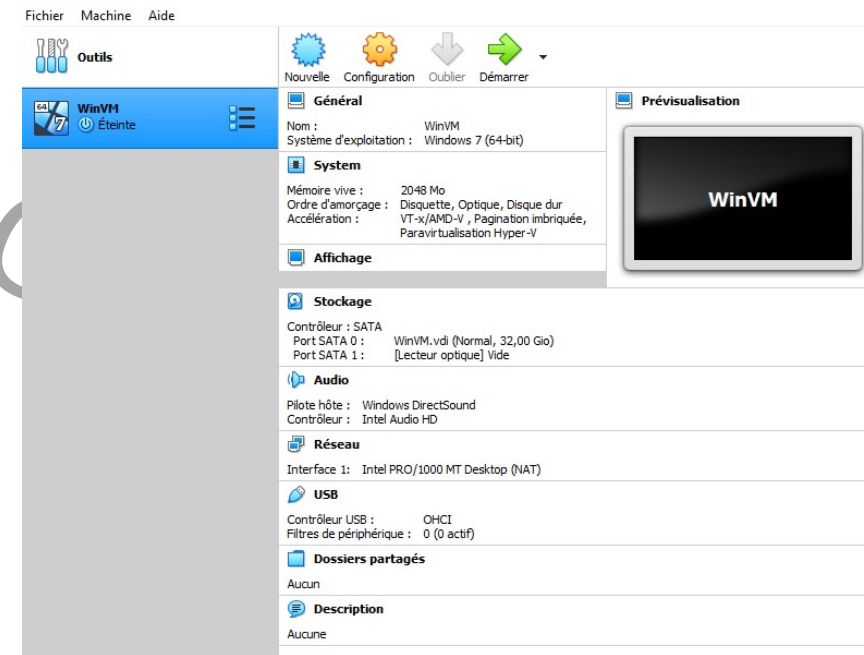 Fichier Machine Aide
Outils
Nouvelle Configuration Oublier Démarrer
64
7
WinVM
Éteinte
Général
Nom : WinVM
Système d'exploitation : Windows 7 (64-bit)
System
Mémoire vive : 2048 Mo
Ordre d'amorçage : Disquette, Optique, Disque dur
Accélération : VT-x/AMD-V , Pagination imbriquée,
Paravirtualisation Hyper-V
Affichage
Prévisualisation
WinVM
Stockage
Contrôleur : SATA
Port SATA 0 : WinVM.vdi (Normal, 32,00 Gio)
Port SATA 1 : [Lecteur optique] Vide
Audio
Pilote hôte : Windows DirectSound
Contrôleur : Intel Audio HD
Réseau
Interface 1: Intel PRO/1000 MT Desktop (NAT)
USB
Contrôleur USB : OHCI
Filtres de périphérique : 0 (0 actif)
Dossiers partagés
Aucun
Description
Aucune